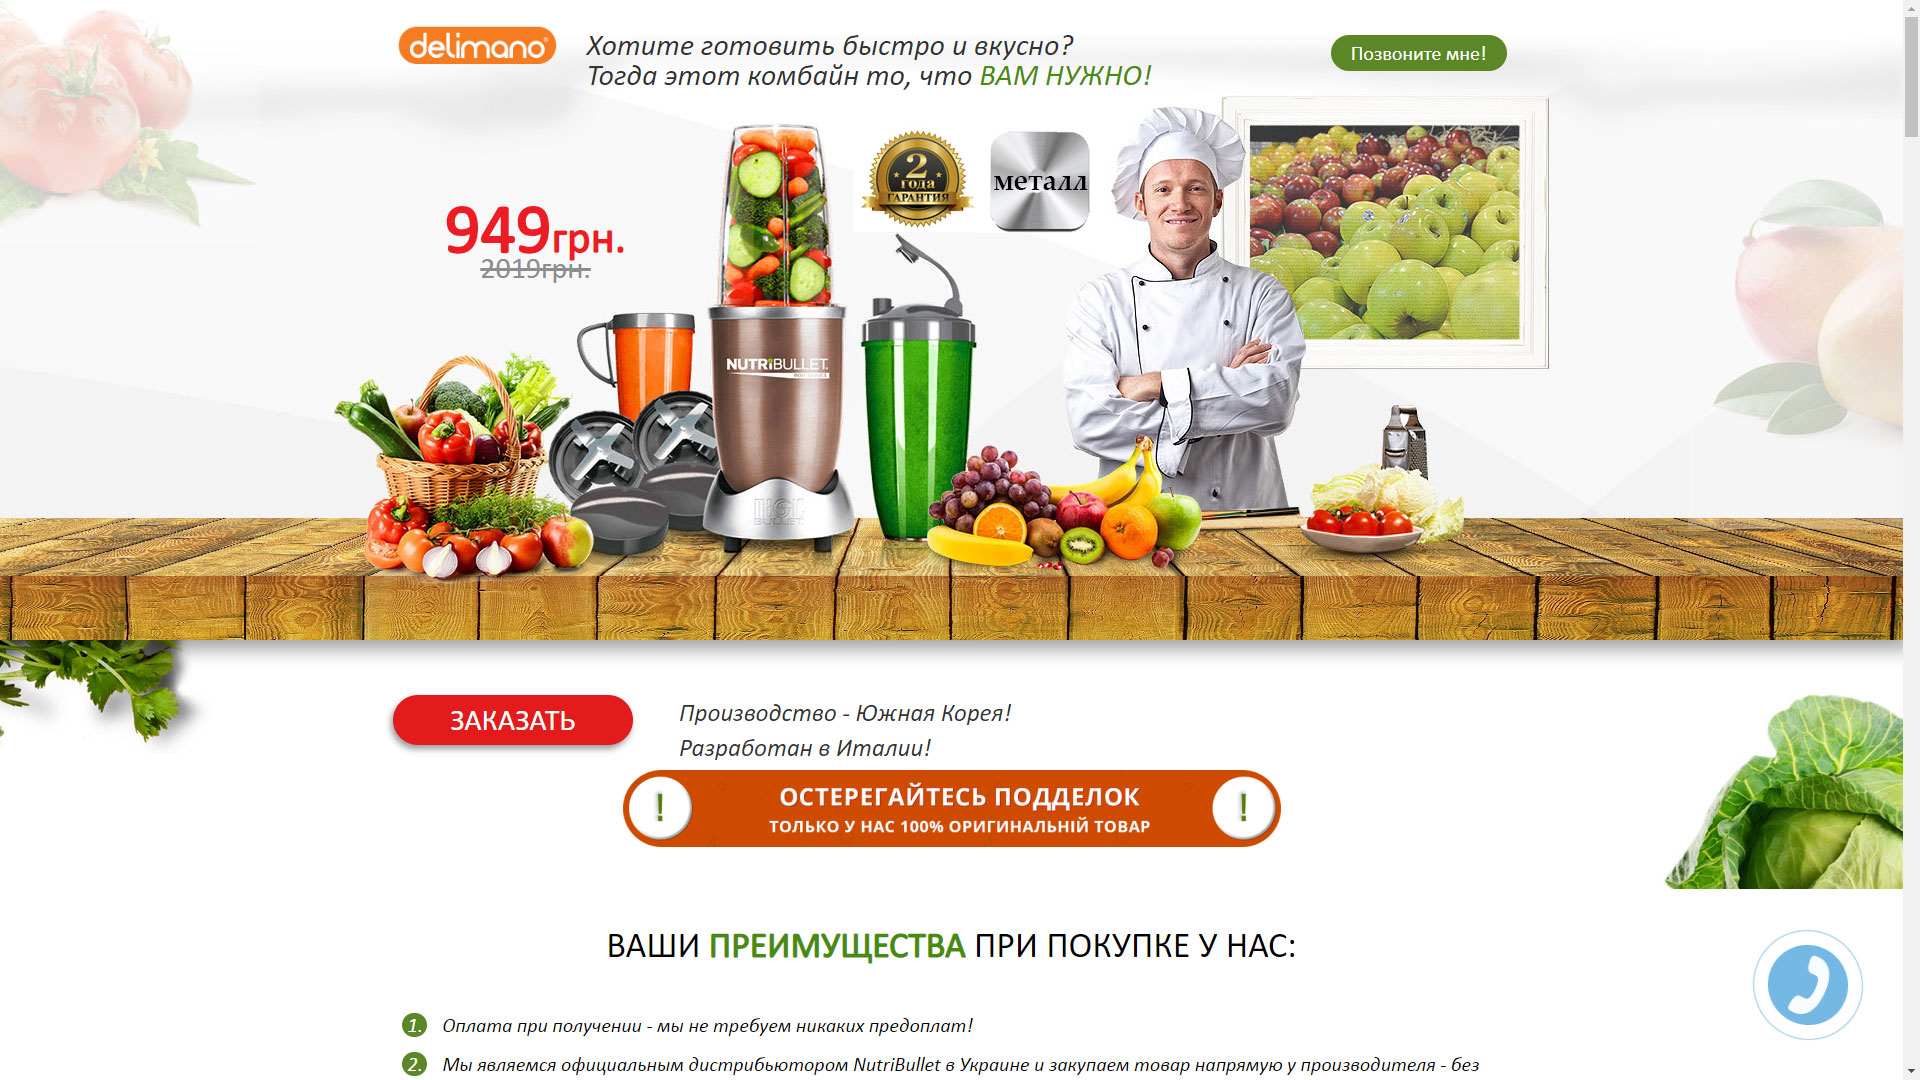 delimano
Хотите готовить быстро и вкусно?
Тогда этот комбайн то, что ВАМ НУЖНО!
Позвоните мне!
2
года
ГАРАНТИЯ
металл
949грн.
2019грн.
NUTRiBULLET.
BULLET
ЗАКАЗАТЬ
Производство - Южная Корея!
Разработан в Италии!
! ОСТЕРЕГАЙТЕСЬ ПОДДЕЛОК !
ТОЛЬКО У НАС 100% ОРИГИНАЛЬНІЙ ТОВАР
ВАШИ ПРЕИМУЩЕСТВА ПРИ ПОКУПКЕ У НАС:
1. Оплата при получении - мы не требуем никаких предоплат!
2. Мы являемся официальным дистрибьютором NutriBullet в Украине и закупаем товар напрямую у производителя - без